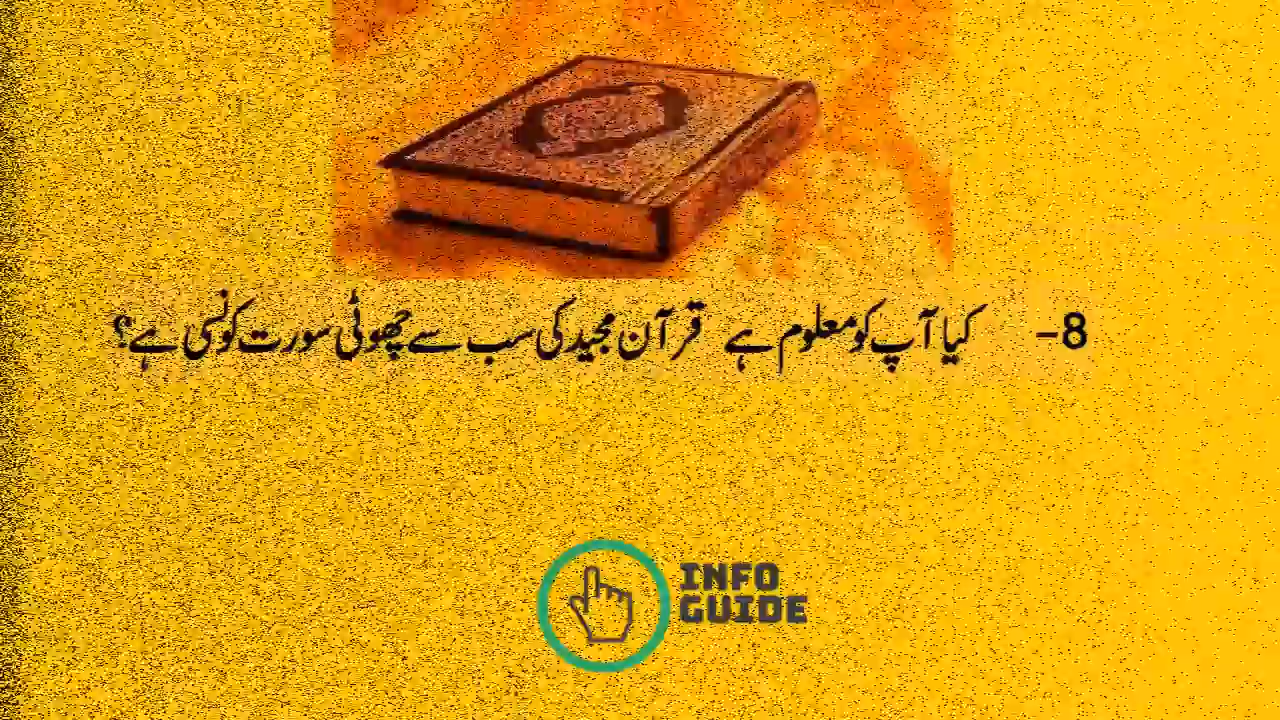 8- کیا آپ کو معلوم ہے قرآن مجید کی سب سے چھوٹی سورت کونسی ہے؟
INFO
GUIDE